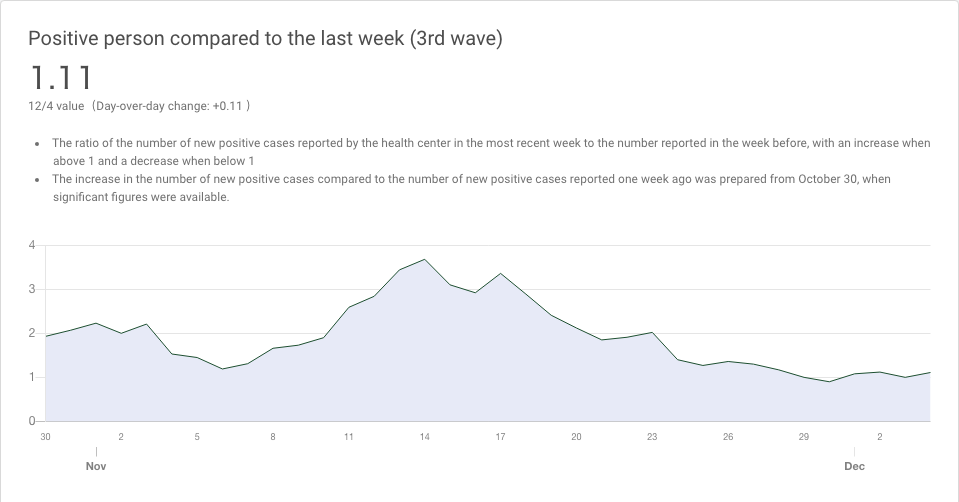 Positive person compared to the last week (3rd wave)
1.11
12/4 value（Day-over-day change: +0.11 ）
• The ratio of the number of new positive cases reported by the health center in the most recent week to the number reported in the week before, with an increase when
above 1 and a decrease when below 1
• The increase in the number of new positive cases compared to the number of new positive cases reported one week ago was prepared from October 30, when
significant figures were available.
4
3
2
1
0
30 2 5 8 11 14 17 20 23 26 29 2
Nov Dec